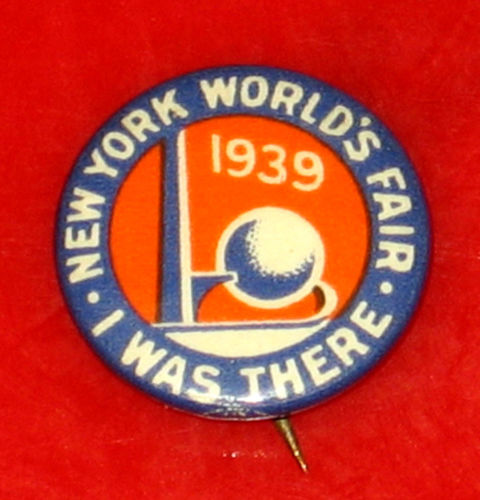 NEW YORK WORLD'S FAIR
1939
• I WAS THERE •